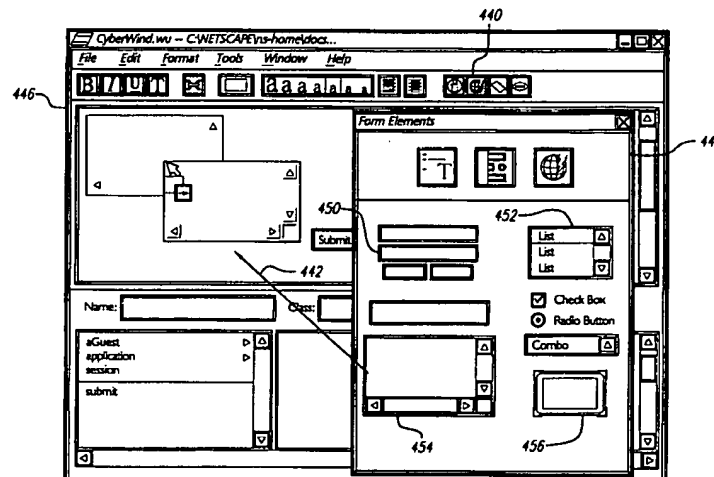 440
CyberWind.wu -- C:\NETSCAPE\ns-home\docs...
File Edit Format Tools Window Help
B I U T a a a a a a a
446
Form Elements
44
T
450
452
List
List
List
Submit
442
Name: Class:
Check Box
Radio Button
Combo
aGuest
application
session
submit
454
456